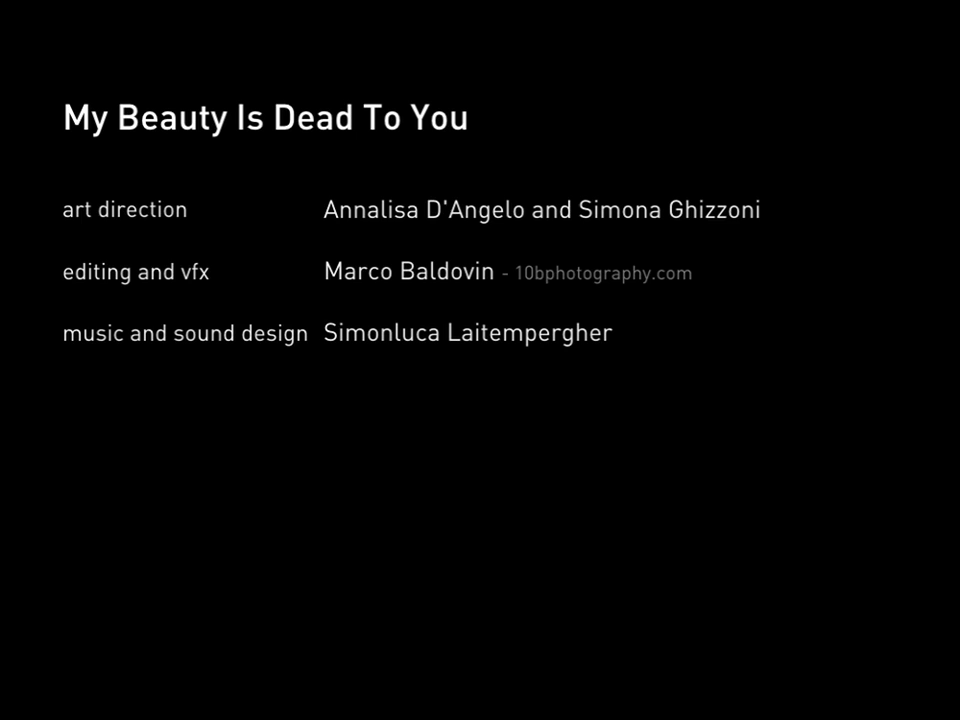 My Beauty Is Dead To You
art direction Annalisa D'Angelo and Simona Ghizzoni
editing and vfx Marco Baldovin - 10bphotography.com
music and sound design Simonluca Laitempergher